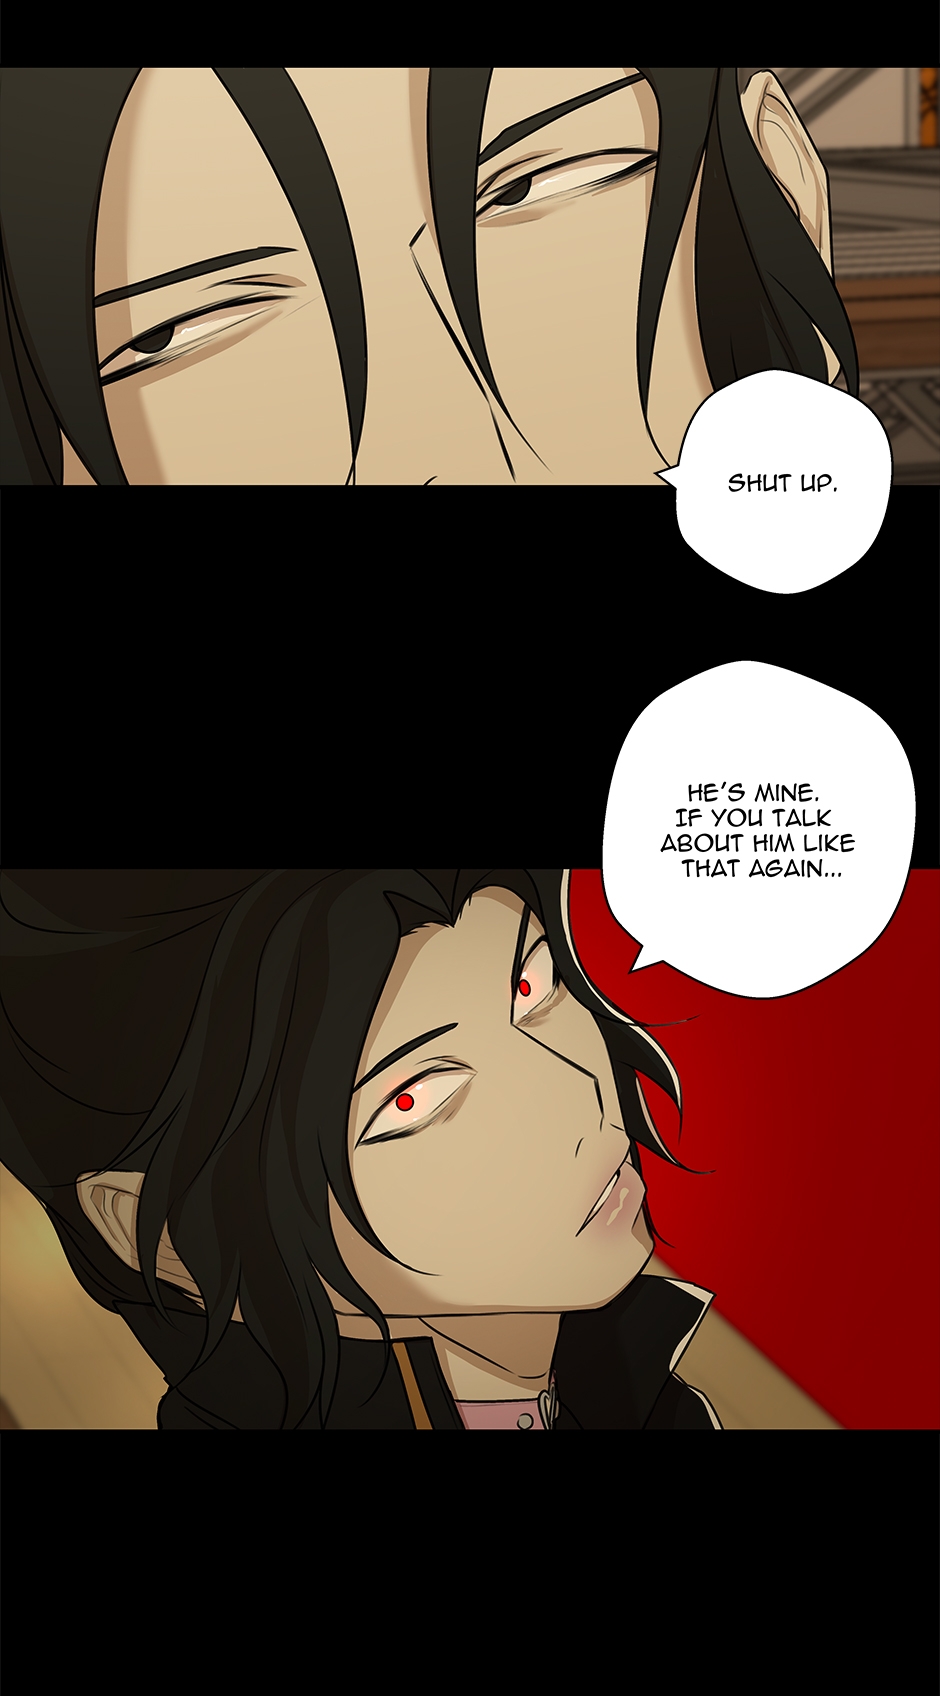 SHUT UP.
HE'S MINE.
IF YOU TALK
ABOUT HIM LIKE
THAT AGAIN...